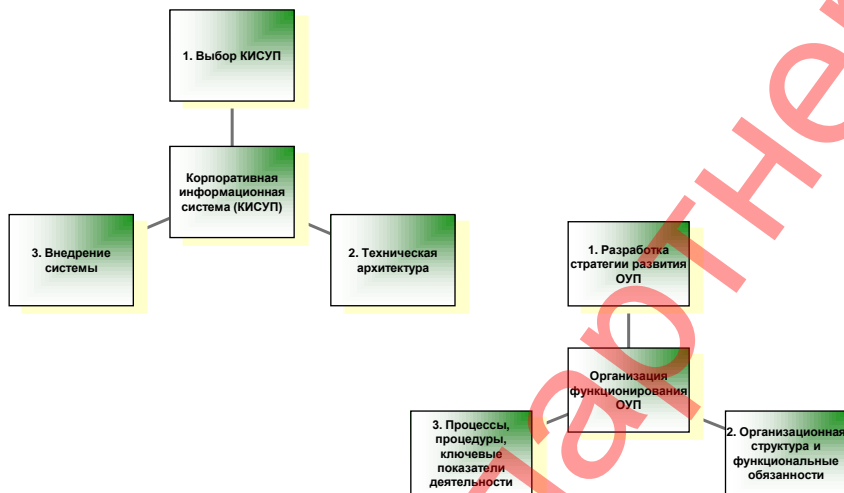 1. Выбор КИСУП
Корпоративная
информационная
система (КИСУП)
3. Внедрение
системы
2. Техническая
архитектура
1. Разработка
стратегии развития
ОУП
Организация
функционирования
ОУП
3. Процессы,
процедуры,
ключевые
показатели
деятельности
2. Организационная
структура и
функциональные
обязанности
партне